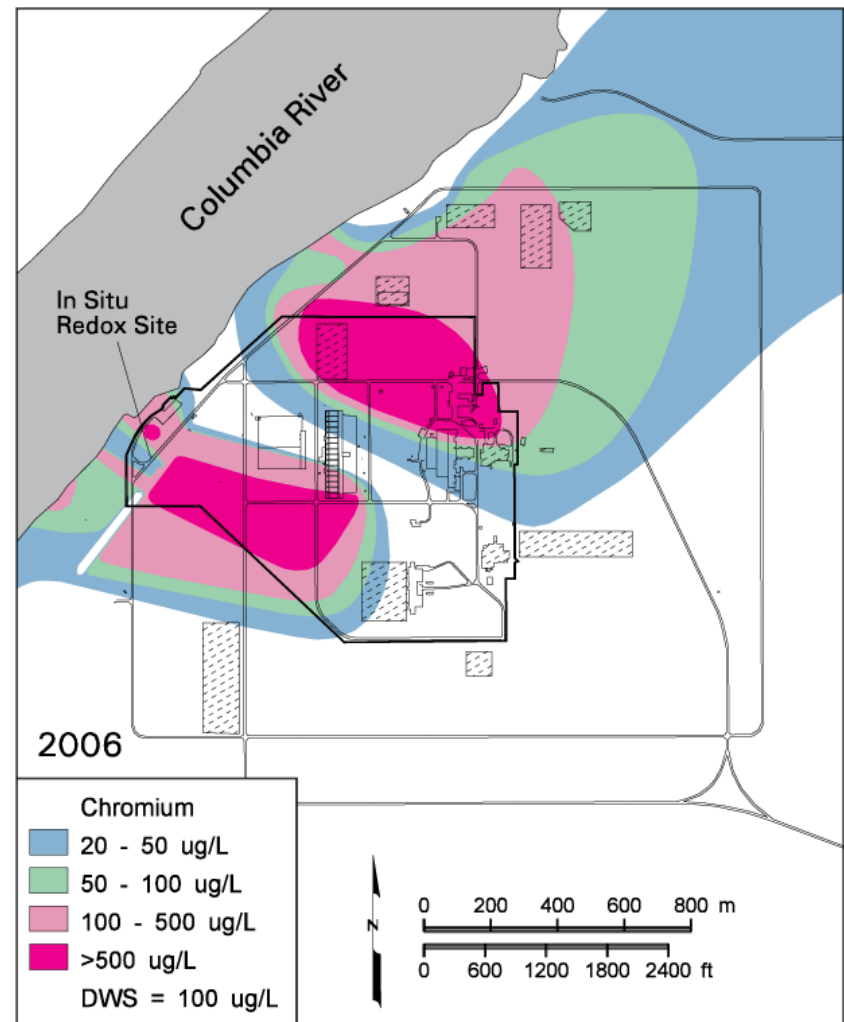 Columbia River
In Situ
Redox Site
2006
Chromium
20 - 50 ug/L
50 - 100 ug/L
100 - 500 ug/L
>500 ug/L
DWS = 100 ug/L
N
0 200 400 600 800 m
0 600 1200 1800 2400 ft